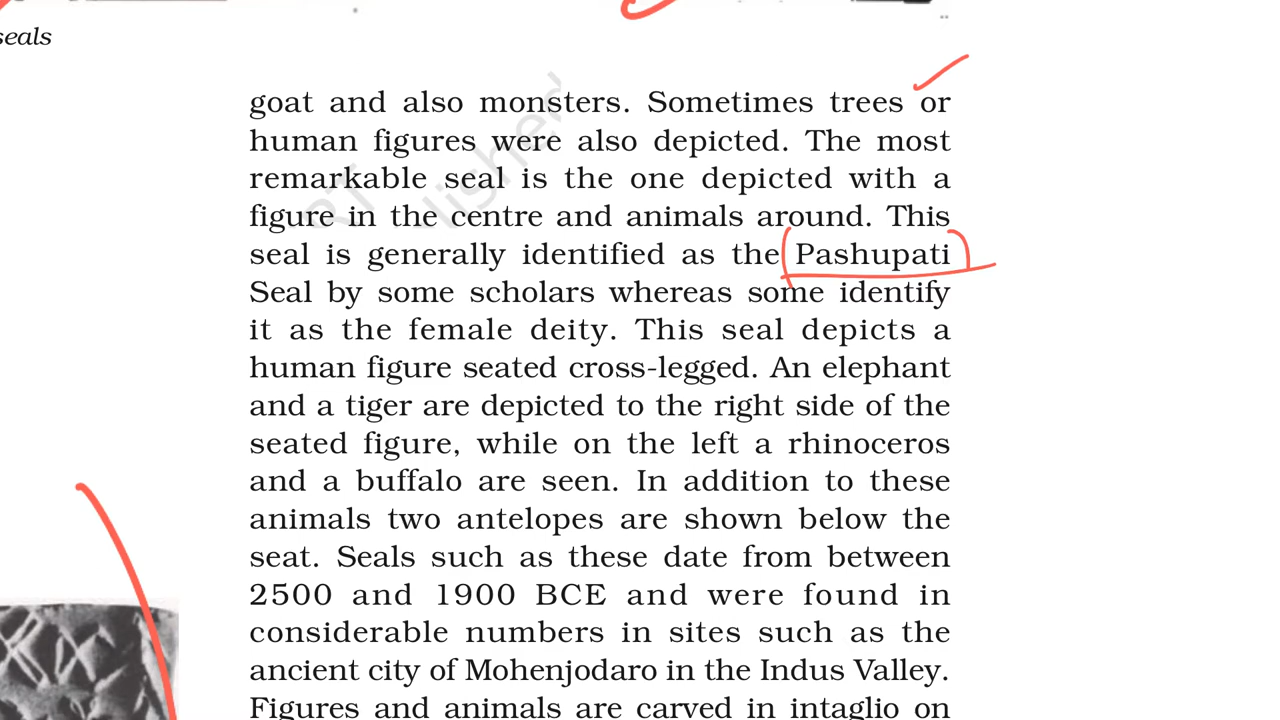 seals
goat and also monsters. Sometimes trees or
human figures were also depicted. The most
remarkable seal is the one depicted with a
figure in the centre and animals around. This
seal is generally identified as the Pashupati
Seal by some scholars whereas some identify
it as the female deity. This seal depicts a
human figure seated cross-legged. An elephant
and a tiger are depicted to the right side of the
seated figure, while on the left a rhinoceros
and a buffalo are seen. In addition to these
animals two antelopes are shown below the
seat. Seals such as these date from between
2500 and 1900 BCE and were found in
considerable numbers in sites such as the
ancient city of Mohenjodaro in the Indus Valley.
Figures and animals are carved in intaglio on